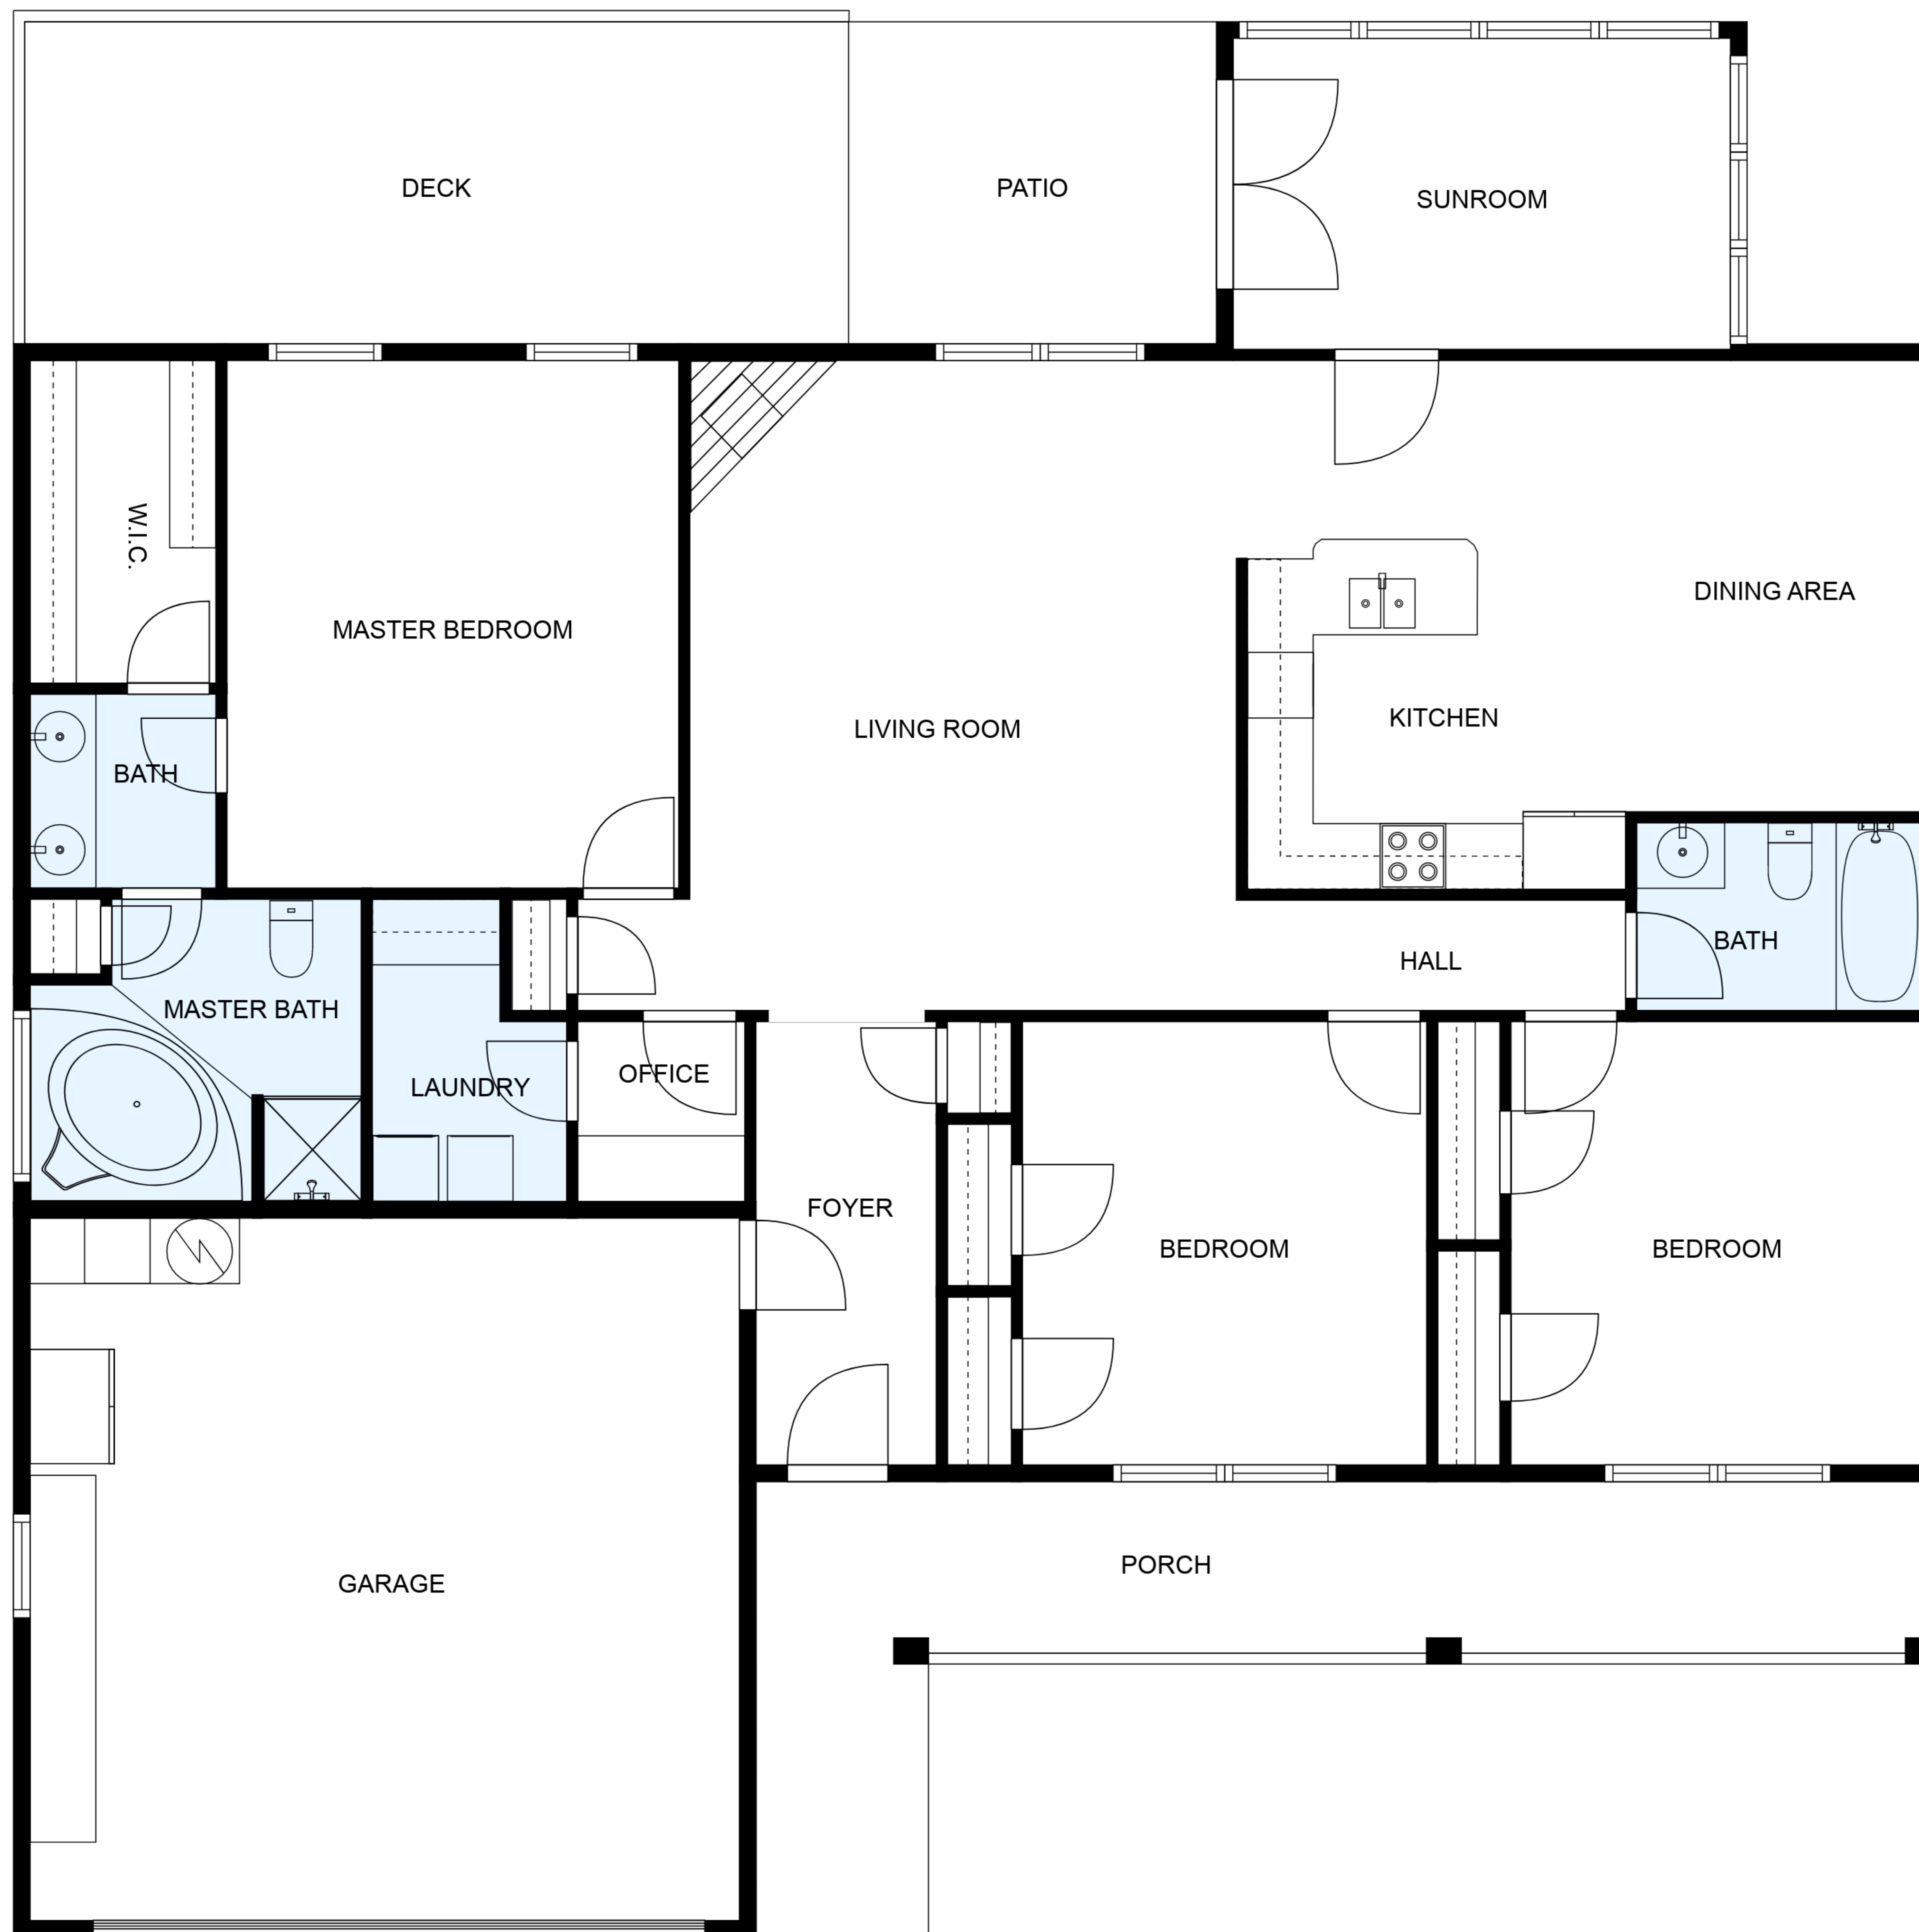 DECK
PATIO
SUNROOM
W.I.C.
MASTER BEDROOM
DINING AREA
LIVING ROOM
KITCHEN
BATH
BATH
HALL
MASTER BATH
OFFICE
LAUNDRY
FOYER
BEDROOM
BEDROOM
PORCH
GARAGE